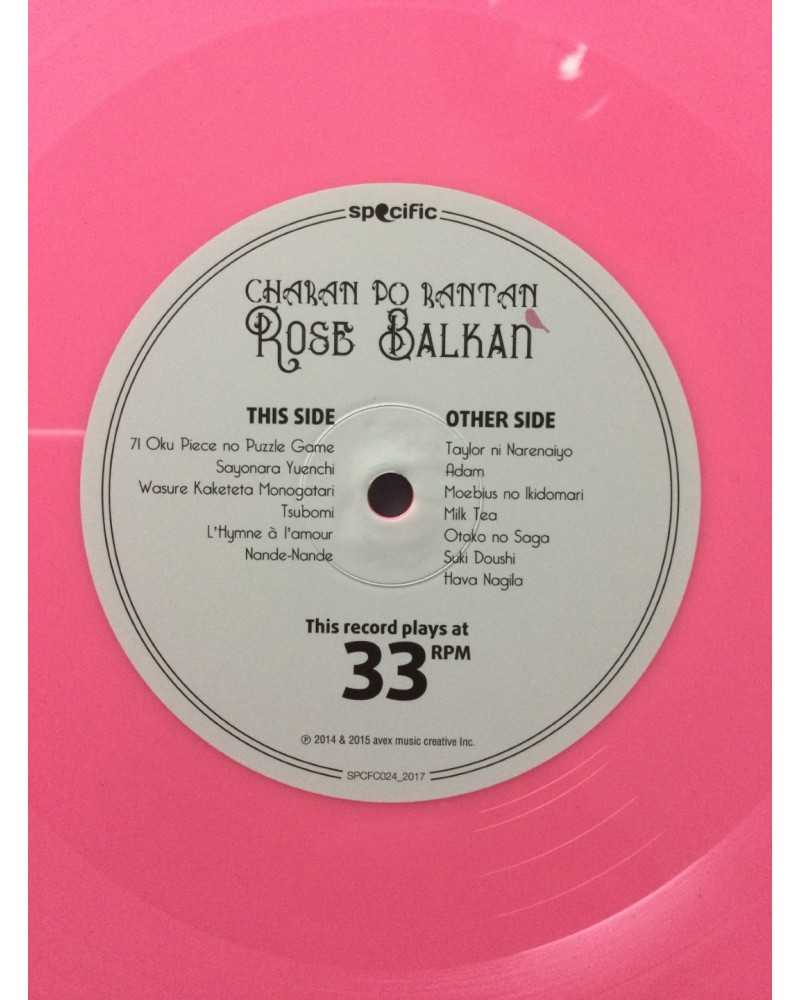 specific
CHARAN PO RANTAN
ROSE BALKAN
THIS SIDE
71 Oku Piece no Puzzle Game
Sayonara Yuenchi
Wasure Kaketeta Monogatari
Tsubomi
L'Hymne à l'amour
Nande-Nande
OTHER SIDE
Taylor ni Narenaiyo
Adam
Moebius no Ikidomari
Milk Tea
Otoko no Saga
Suki Doushi
Hava Nagila
This record plays at
33 RPM
℗ 2014 & 2015 avex music creative Inc.
SPCFC024_2017